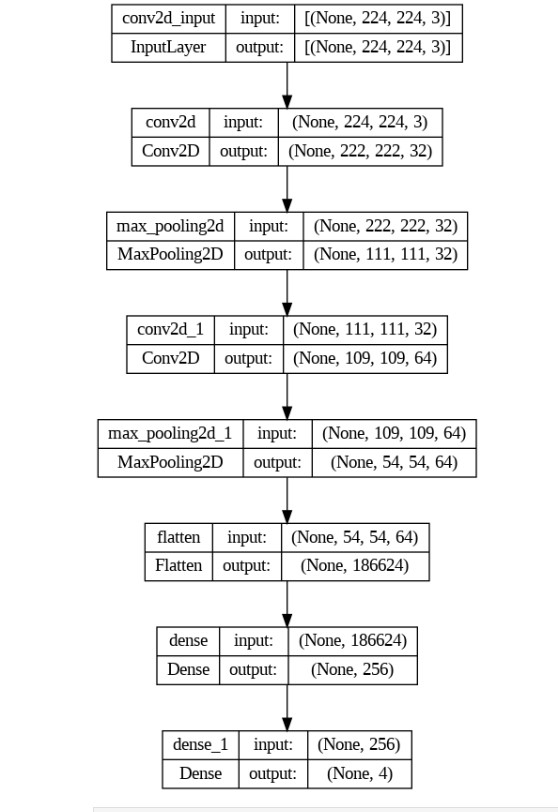 conv2d_input input: [(None, 224, 224, 3)]
InputLayer output: [(None, 224, 224, 3)]
conv2d input: (None, 224, 224, 3)
Conv2D output: (None, 222, 222, 32)
max_pooling2d input: (None, 222, 222, 32)
MaxPooling2D output: (None, 111, 111, 32)
conv2d_1 input: (None, 111, 111, 32)
Conv2D output: (None, 109, 109, 64)
max_pooling2d_1 input: (None, 109, 109, 64)
MaxPooling2D output: (None, 54, 54, 64)
flatten input: (None, 54, 54, 64)
Flatten output: (None, 186624)
dense input: (None, 186624)
Dense output: (None, 256)
dense_1 input: (None, 256)
Dense output: (None, 4)